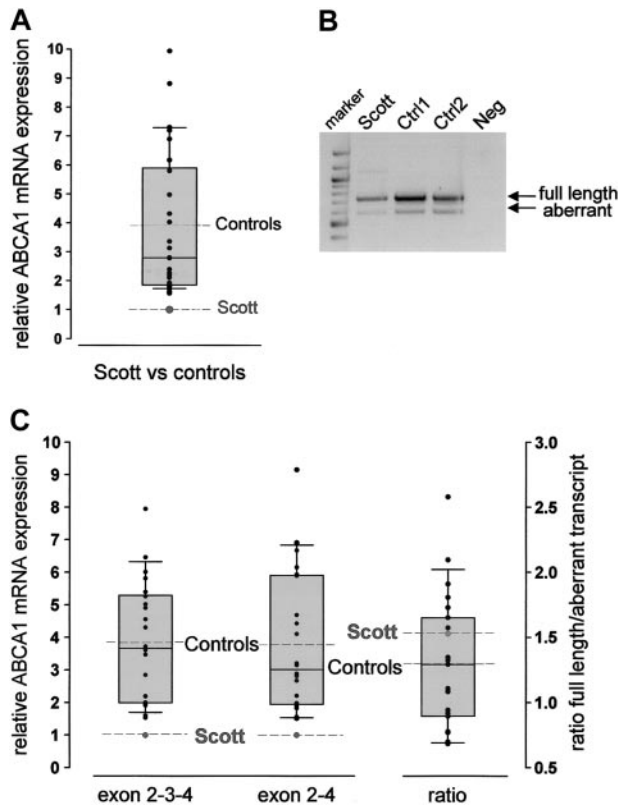 A
relative ABCA1 mRNA expression
10
9
8
7
6
5
4
3
2
1
0
Controls
Scott
Scott vs controls
B
marker
Scott
Ctrl1
Ctrl2
Neg
full length
aberrant
C
relative ABCA1 mRNA expression
10
9
8
7
6
5
4
3
2
1
0
Controls
Scott
Controls
Scott
3.0
2.5
2.0
1.5
1.0
0.5
ratio full length/aberrant transcript
exon 2-3-4
exon 2-4
ratio